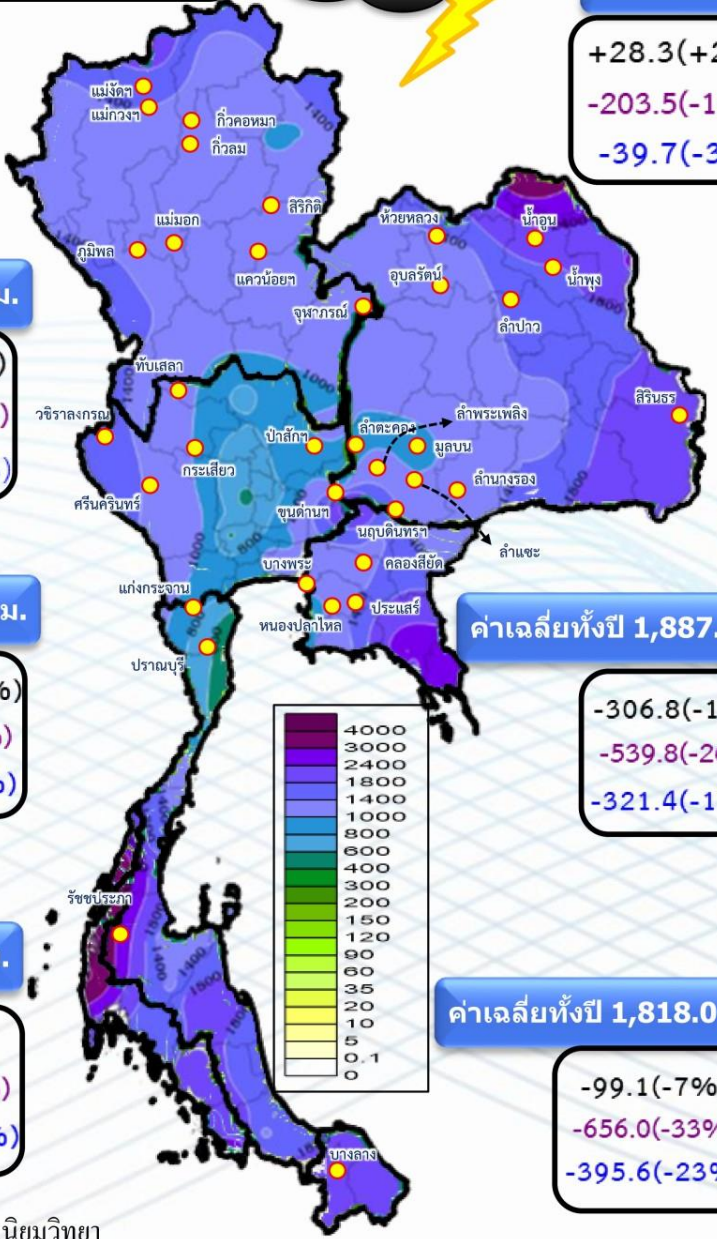 +28.3(+2
-203.5(-1
-39.7(-3
แม่งัดฯ
แม่กวงฯ
กิ่วคอหมา
กิ่วลม
สิริกิติ
แม่มอก
ภูมิพล
แควน้อยฯ
ห้วยหลวง
น้ำอูน
น้ำพุง
อุบลรัตน์
ลำปาว
จุฬาภรณ์
ม.
)
)
)
ทับเสลา
วชิราลงกรณ
ป่าสักฯ
ลำตะคอง
ลำพระเพลิง
มูลบน
สิรินธร
กระเสียว
ศรีนครินทร์
ขุนด่านฯ
ลำนางรอง
นฤบดินทรฯ
ลำแซะ
บางพระ
คลองสียัด
แก่งกระจาน
หนองปลาไหล
ประแสร์
ปราณบุรี
ม.
%)
%)
%)
ค่าเฉลี่ยทั้งปี 1,887.
-306.8(-1
-539.8(-2
-321.4(-1
4000
3000
2400
1800
1400
1000
800
600
400
300
200
150
120
90
60
35
20
10
5
0.1
0
รัชชประภา
.
%)
%)
ค่าเฉลี่ยทั้งปี 1,818.0
-99.1(-7%
-656.0(-33%
-395.6(-23%
บางลาง
นิยมวิทยา